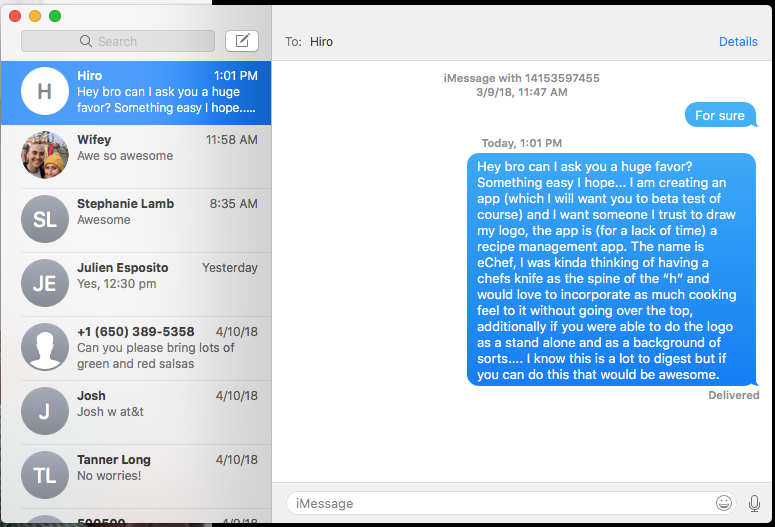 Search
To: Hiro
Details
Hiro
1:01 PM
Hey bro can I ask you a huge
favor? Something easy I hope.....
Wifey
11:58 AM
Awe so awesome
Stephanie Lamb
8:35 AM
Awesome
Julien Esposito
Yesterday
Yes, 12:30 pm
+1 (650) 389-5358
4/10/18
Can you please bring lots of
green and red salsas
Josh
4/10/18
Josh w at&t
Tanner Long
4/10/18
No worries!
H
SL
JE
J
TL
iMessage with 14153597455
3/9/18, 11:47 AM
For sure
Today, 1:01 PM
Hey bro can I ask you a huge favor?
Something easy I hope... I am creating an
app (which I will want you to beta test of
course) and I want someone I trust to draw
my logo, the app is (for a lack of time) a
recipe management app. The name is
eChef, I was kinda thinking of having a
chefs knife as the spine of the “h” and
would love to incorporate as much cooking
feel to it without going over the top,
additionally if you were able to do the logo
as a stand alone and as a background of
sorts.... I know this is a lot to digest but if
you can do this that would be awesome.
Delivered
iMessage